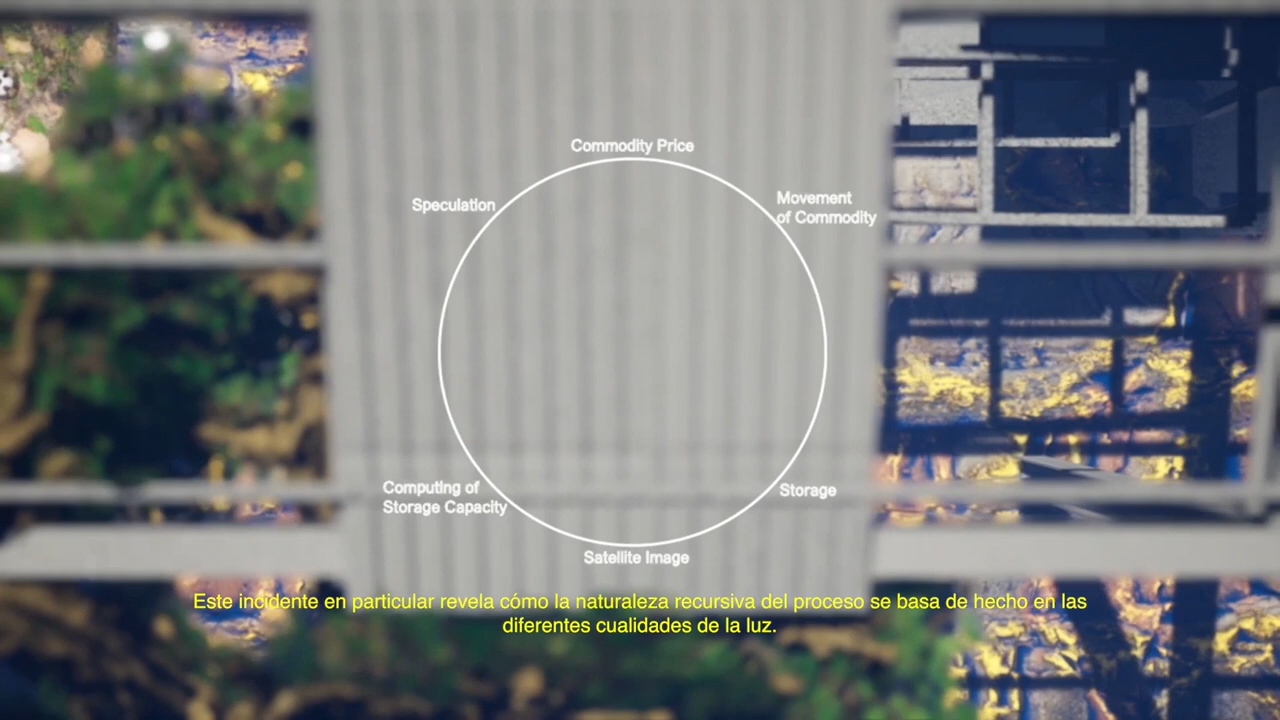 Commodity Price
Speculation
Movement
of Commodity
Computing of
Storage Capacity
Storage
Satellite Image
Este incidente en particular revela cómo la naturaleza recursiva del proceso se basa de hecho en las
diferentes cualidades de la luz.